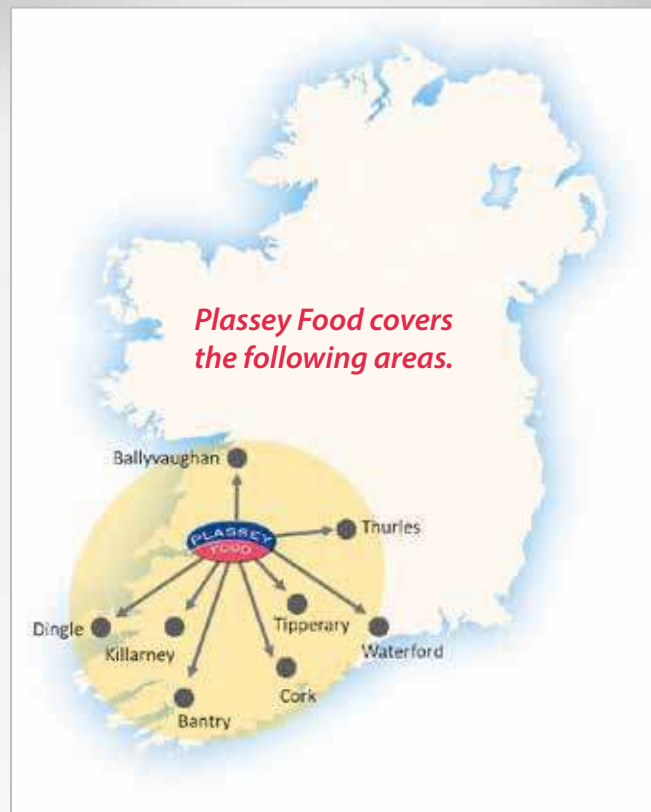 Plassey Food covers
the following areas.
Ballyvaughan
Thurles
PLASSEY
FOOD
Dingle
Killarney
Tipperary
Waterford
Cork
Bantry